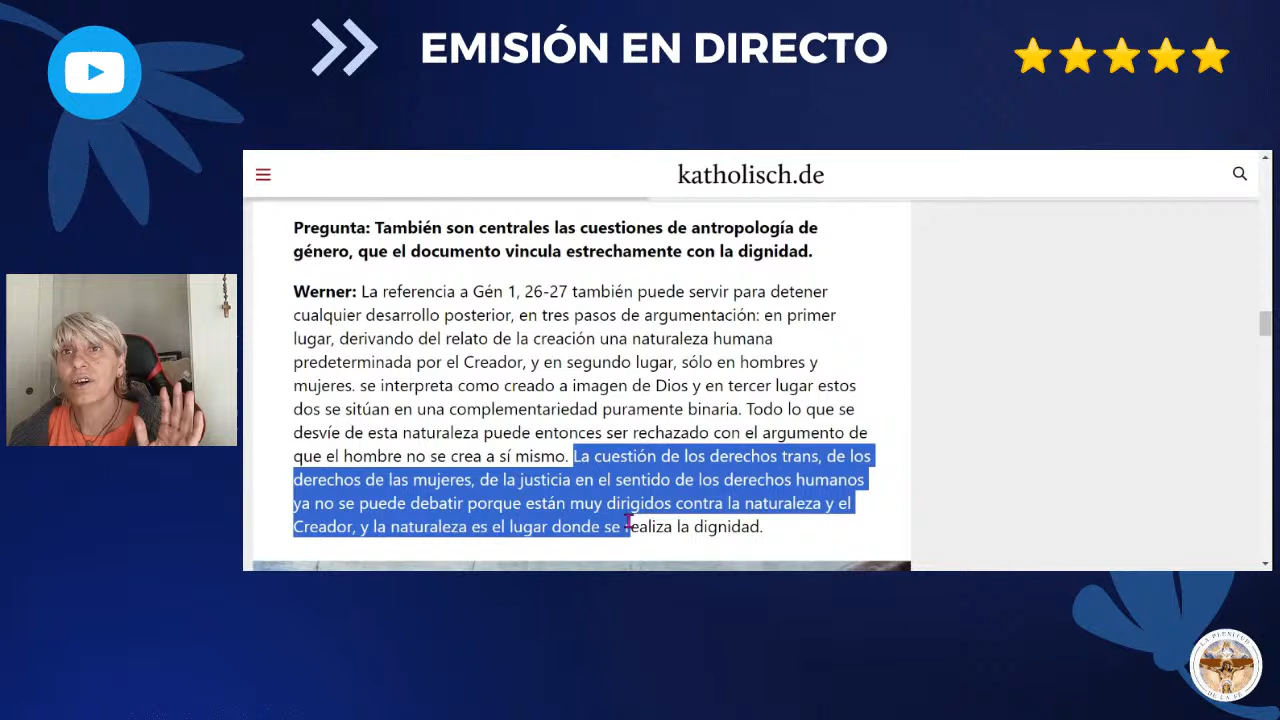 EMISIÓN EN DIRECTO
katholisch.de
Pregunta: También son centrales las cuestiones de antropología de
género, que el documento vincula estrechamente con la dignidad.
Werner: La referencia a Gén 1, 26-27 también puede servir para detener
cualquier desarrollo posterior, en tres pasos de argumentación: en primer
lugar, derivando del relato de la creación una naturaleza humana
predeterminada por el Creador, y en segundo lugar, sólo en hombres y
mujeres. se interpreta como creado a imagen de Dios y en tercer lugar estos
dos se sitúan en una complementariedad puramente binaria. Todo lo que se
desvíe de esta naturaleza puede entonces ser rechazado con el argumento de
que el hombre no se crea a sí mismo. La cuestión de los derechos trans, de los
derechos de las mujeres, de la justicia en el sentido de los derechos humanos
ya no se puede debatir porque están muy dirigidos contra la naturaleza y el
Creador, y la naturaleza es el lugar donde se realiza la dignidad.
LA PLENITUD
DE LA FE